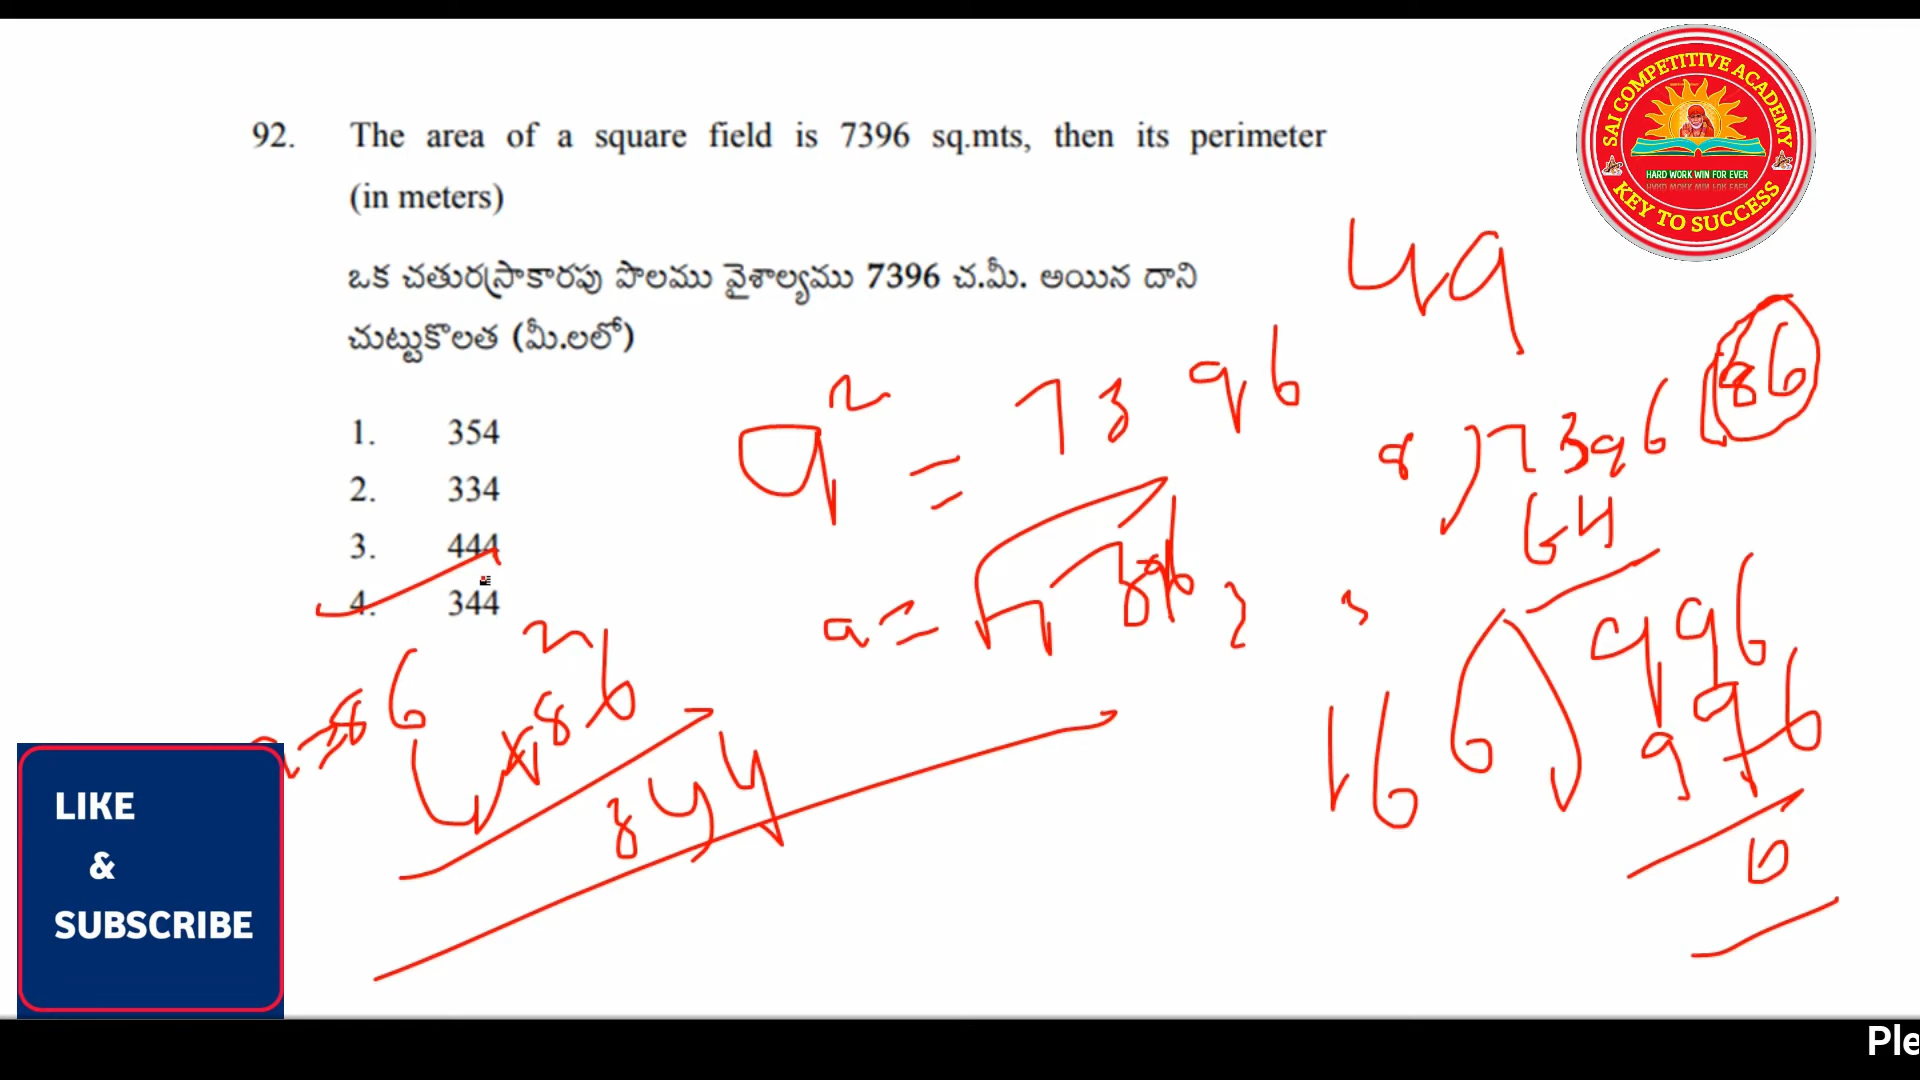 92. The area of a square field is 7396 sq.mts, then its perimeter
(in meters)
ఒక చతురస్రాకారపు పొలము వైశాల్యము 7396 చ.మీ. అయిన దాని
చుట్టుకొలత (మీ.లలో)
1. 354
2. 334
3. 444
4. 344
SAI COMPETITIVE ACADEMY
HARD WORK WIN FOR EVER
KEY TO SUCCESS
4a
a² = 7396
8)7396(86
64
166)996
996
0
344
LIKE
&
SUBSCRIBE
Ple